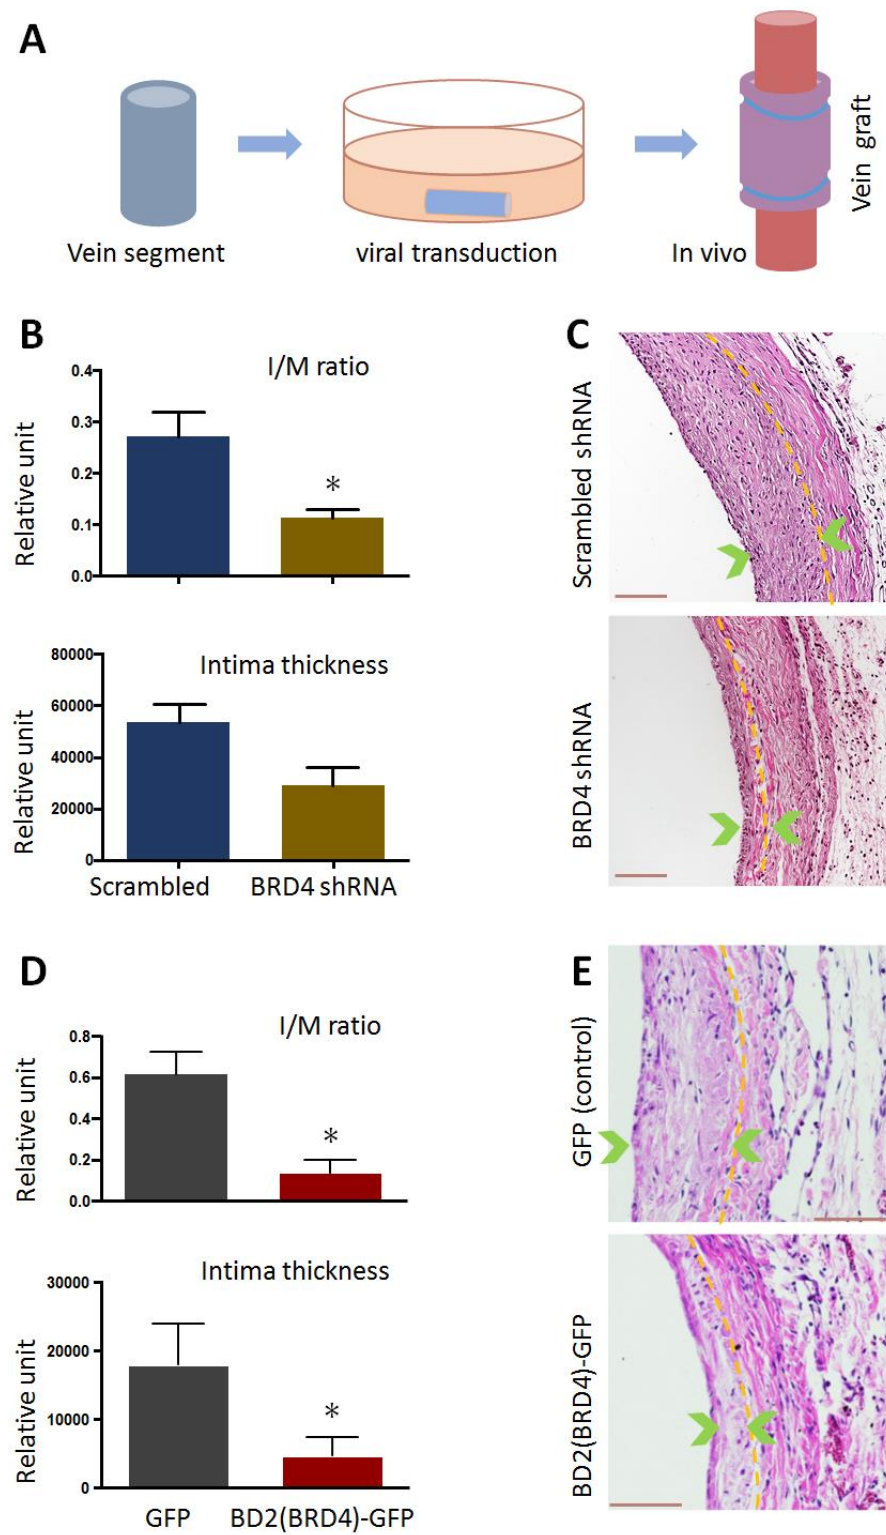 A
Vein segment
viral transduction
In vivo
Vein graft
B
I/M ratio
Relative unit
0.4
0.3
0.2
0.1
0.0
*
Intima thickness
Relative unit
80000
60000
40000
20000
0
Scrambled
BRD4 shRNA
C
Scrambled shRNA
BRD4 shRNA
D
I/M ratio
Relative unit
0.8
0.6
0.4
0.2
0.0
*
Intima thickness
Relative unit
30000
20000
10000
0
*
GFP
BD2(BRD4)-GFP
E
GFP (control)
BD2(BRD4)-GFP